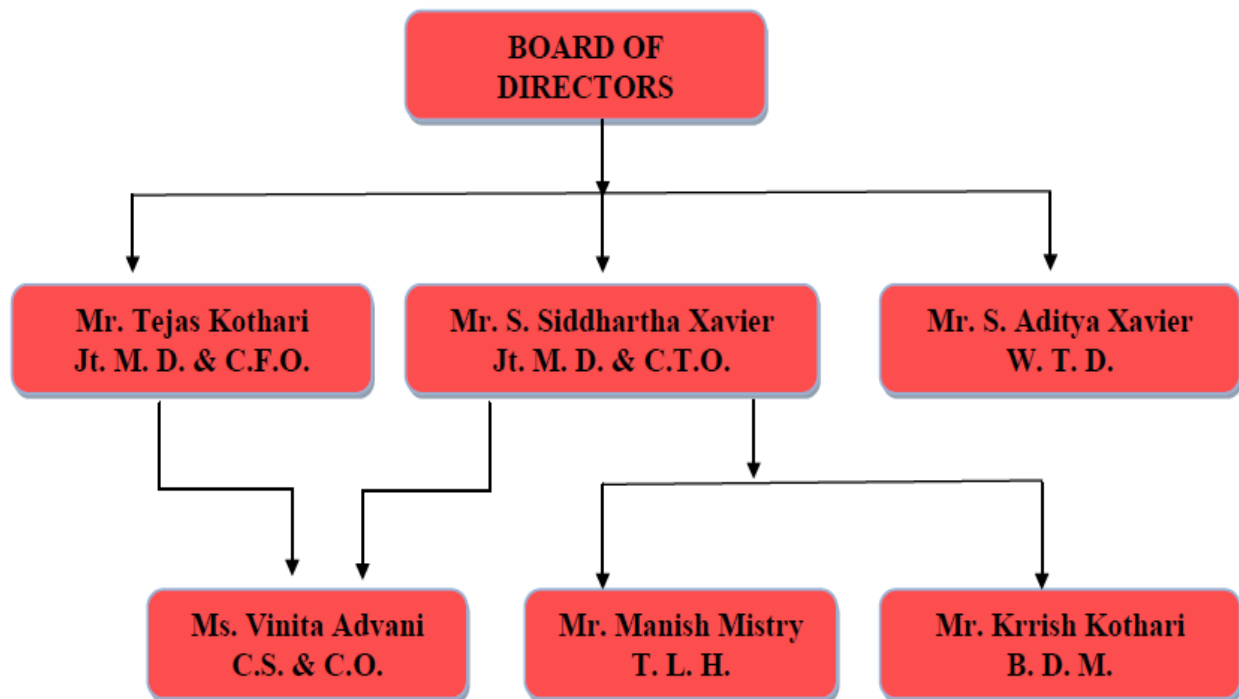 BOARD OF
DIRECTORS
Mr. Tejas Kothari
Jt. M. D. & C.F.O.
Mr. S. Siddhartha Xavier
Jt. M. D. & C.T.O.
Mr. S. Aditya Xavier
W. T. D.
Ms. Vinita Advani
C.S. & C.O.
Mr. Manish Mistry
T. L. H.
Mr. Krrish Kothari
B. D. M.